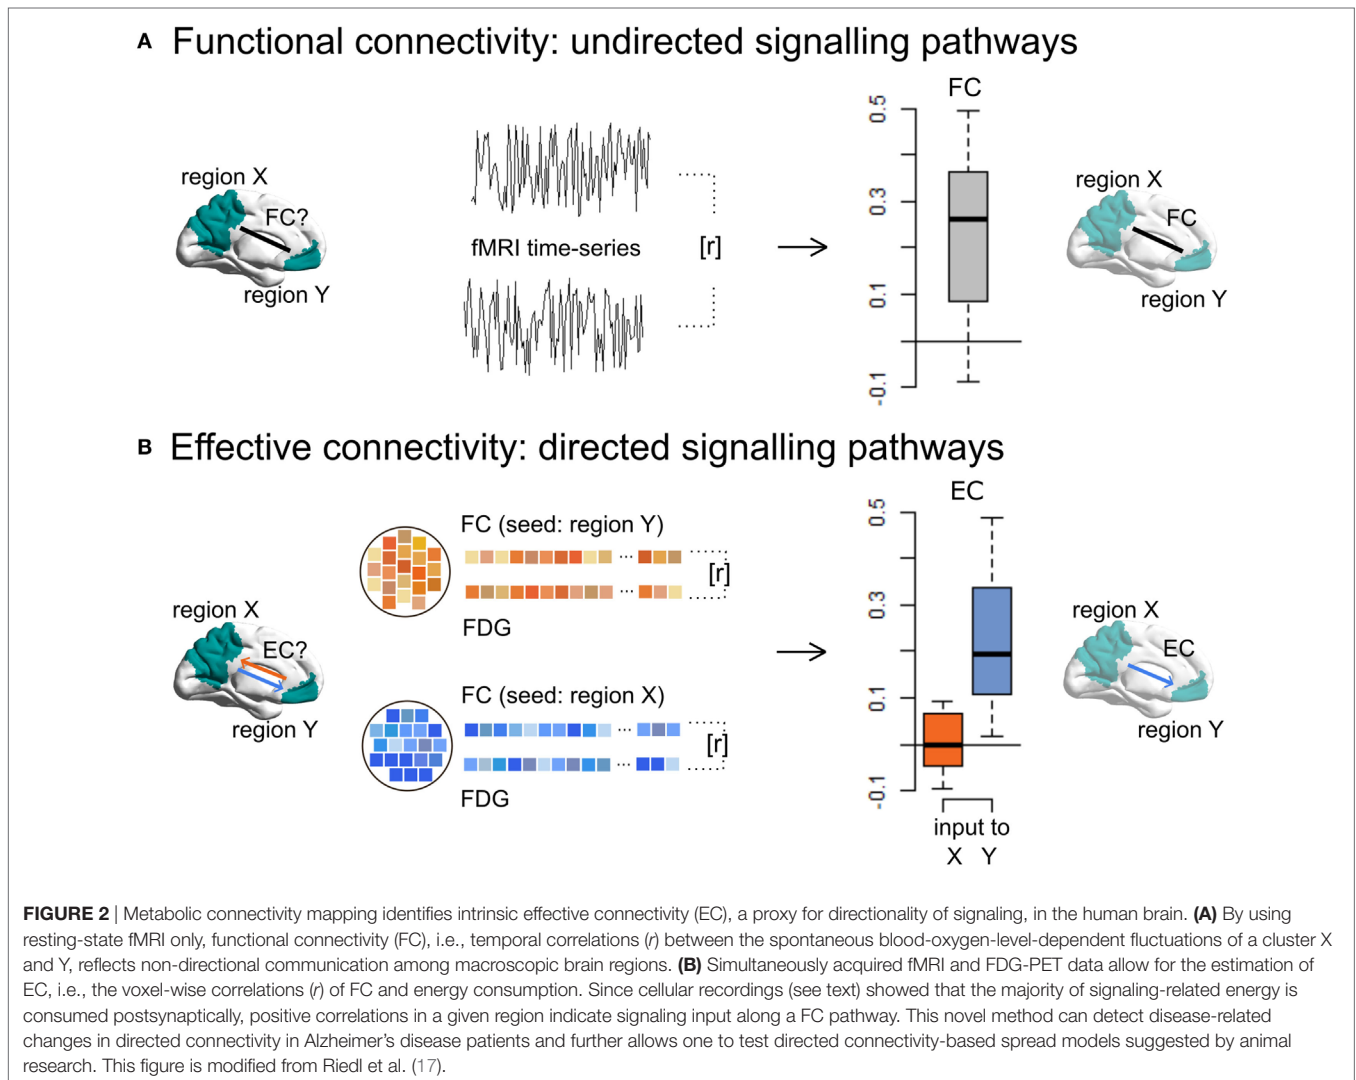 A Functional connectivity: undirected signalling pathways
region X
FC?
region Y
fMRI time-series
[r]
FC
0.5
0.3
0.1
-0.1
region X
FC
region Y
B Effective connectivity: directed signalling pathways
region X
EC?
region Y
FC (seed: region Y)
...
[r]
...
FDG
FC (seed: region X)
...
[r]
...
FDG
EC
0.5
0.3
0.1
-0.1
input to
X Y
region X
EC
region Y
FIGURE 2 | Metabolic connectivity mapping identifies intrinsic effective connectivity (EC), a proxy for directionality of signaling, in the human brain. (A) By using
resting-state fMRI only, functional connectivity (FC), i.e., temporal correlations (r) between the spontaneous blood-oxygen-level-dependent fluctuations of a cluster X
and Y, reflects non-directional communication among macroscopic brain regions. (B) Simultaneously acquired fMRI and FDG-PET data allow for the estimation of
EC, i.e., the voxel-wise correlations (r) of FC and energy consumption. Since cellular recordings (see text) showed that the majority of signaling-related energy is
consumed postsynaptically, positive correlations in a given region indicate signaling input along a FC pathway. This novel method can detect disease-related
changes in directed connectivity in Alzheimer's disease patients and further allows one to test directed connectivity-based spread models suggested by animal
research. This figure is modified from Riedl et al. (17).